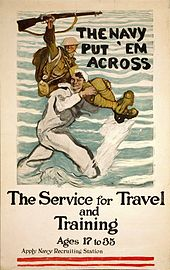 THE NAVY
PUT 'EM
ACROSS
The Service for Travel
and
Training
Ages 17 to 35
Apply Navy Recruiting Station